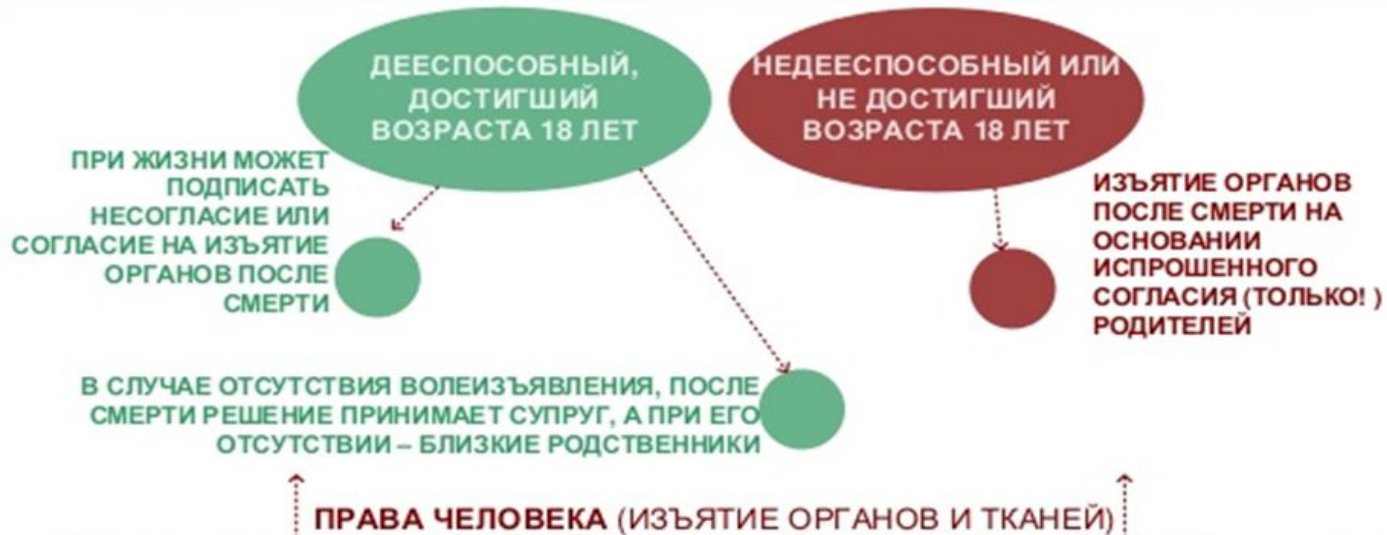 ДЕЕСПОСОБНЫЙ,
ДОСТИГШИЙ
ВОЗРАСТА 18 ЛЕТ
НЕДЕЕСПОСОБНЫЙ ИЛИ
НЕ ДОСТИГШИЙ
ВОЗРАСТА 18 ЛЕТ
ПРИ ЖИЗНИ МОЖЕТ
ПОДПИСАТЬ
НЕСОГЛАСИЕ ИЛИ
СОГЛАСИЕ НА ИЗЪЯТИЕ
ОРГАНОВ ПОСЛЕ
СМЕРТИ
ИЗЪЯТИЕ ОРГАНОВ
ПОСЛЕ СМЕРТИ НА
ОСНОВАНИИ
ИСПРОШЕННОГО
СОГЛАСИЯ (ТОЛЬКО! )
РОДИТЕЛЕЙ
В СЛУЧАЕ ОТСУТСТВИЯ ВОЛЕИЗЪЯВЛЕНИЯ, ПОСЛЕ
СМЕРТИ РЕШЕНИЕ ПРИНИМАЕТ СУПРУГ, А ПРИ ЕГО
ОТСУТСТВИИ – БЛИЗКИЕ РОДСТВЕННИКИ
ПРАВА ЧЕЛОВЕКА (ИЗЪЯТИЕ ОРГАНОВ И ТКАНЕЙ)